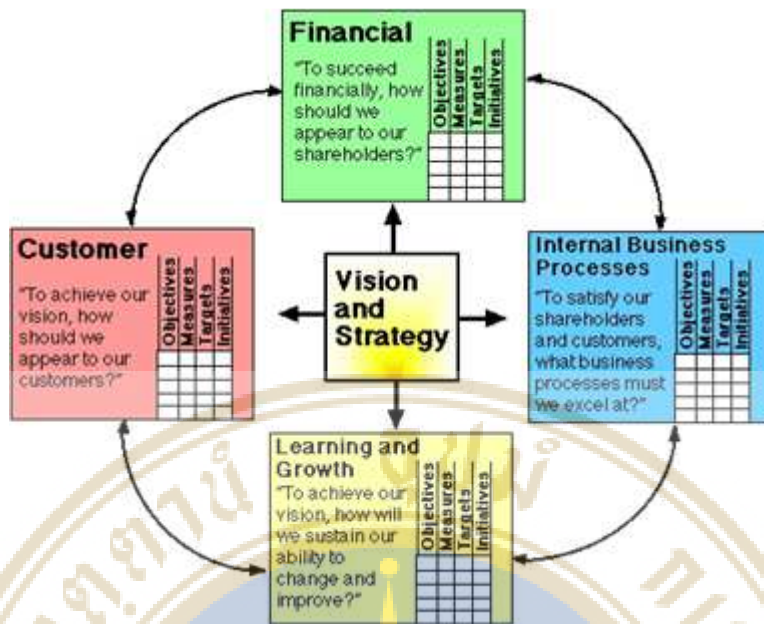 Financial
"To succeed
financially, how
should we
appear to our
shareholders?"
Objectives
Measures
Targets
Initiatives
Customer
"To achieve our
vision, how
should we
appear to our
customers?"
Objectives
Measures
Targets
Initiatives
Vision
and
Strategy
Internal Business
Processes
"To satisfy our
shareholders
and customers,
what business
processes must
we excel at?"
Objectives
Measures
Targets
Initiatives
Learning and
Growth
"To achieve our
vision, how will
we sustain our
ability to
change and
improve?"
Objectives
Measures
Targets
Initiatives